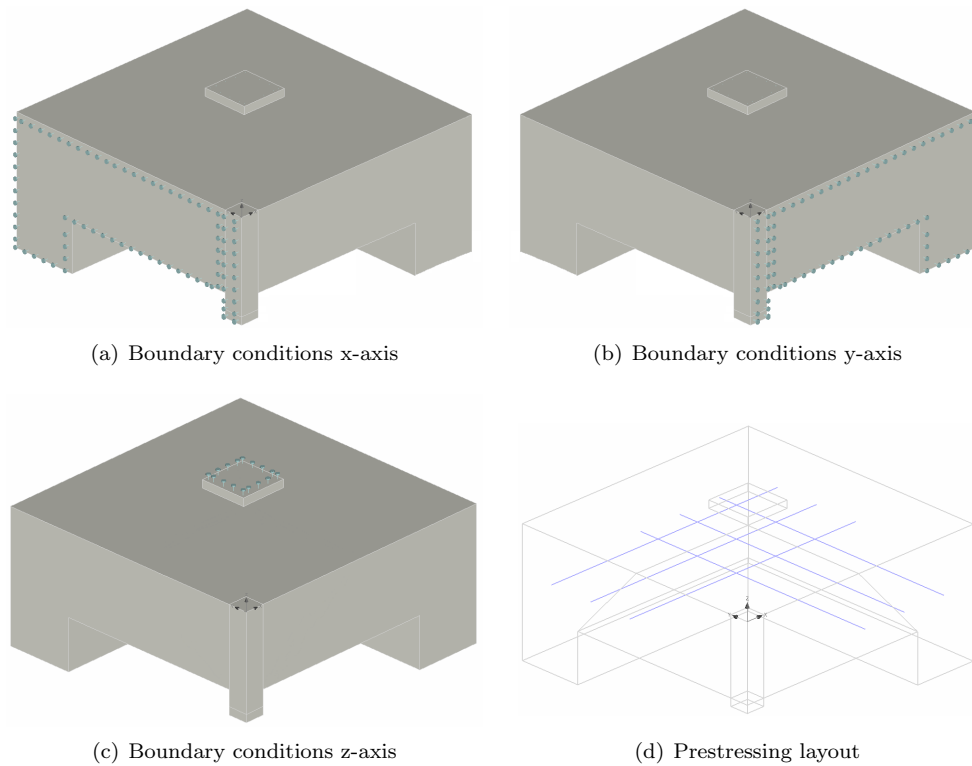 (a) Boundary conditions x-axis
(b) Boundary conditions y-axis
z
(c) Boundary conditions z-axis
(d) Prestressing layout